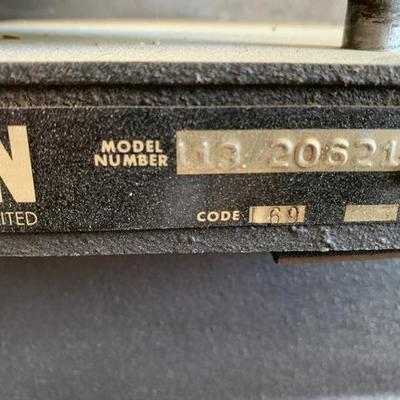 N
MODEL
NUMBER 113 20621
ITED
CODE 69